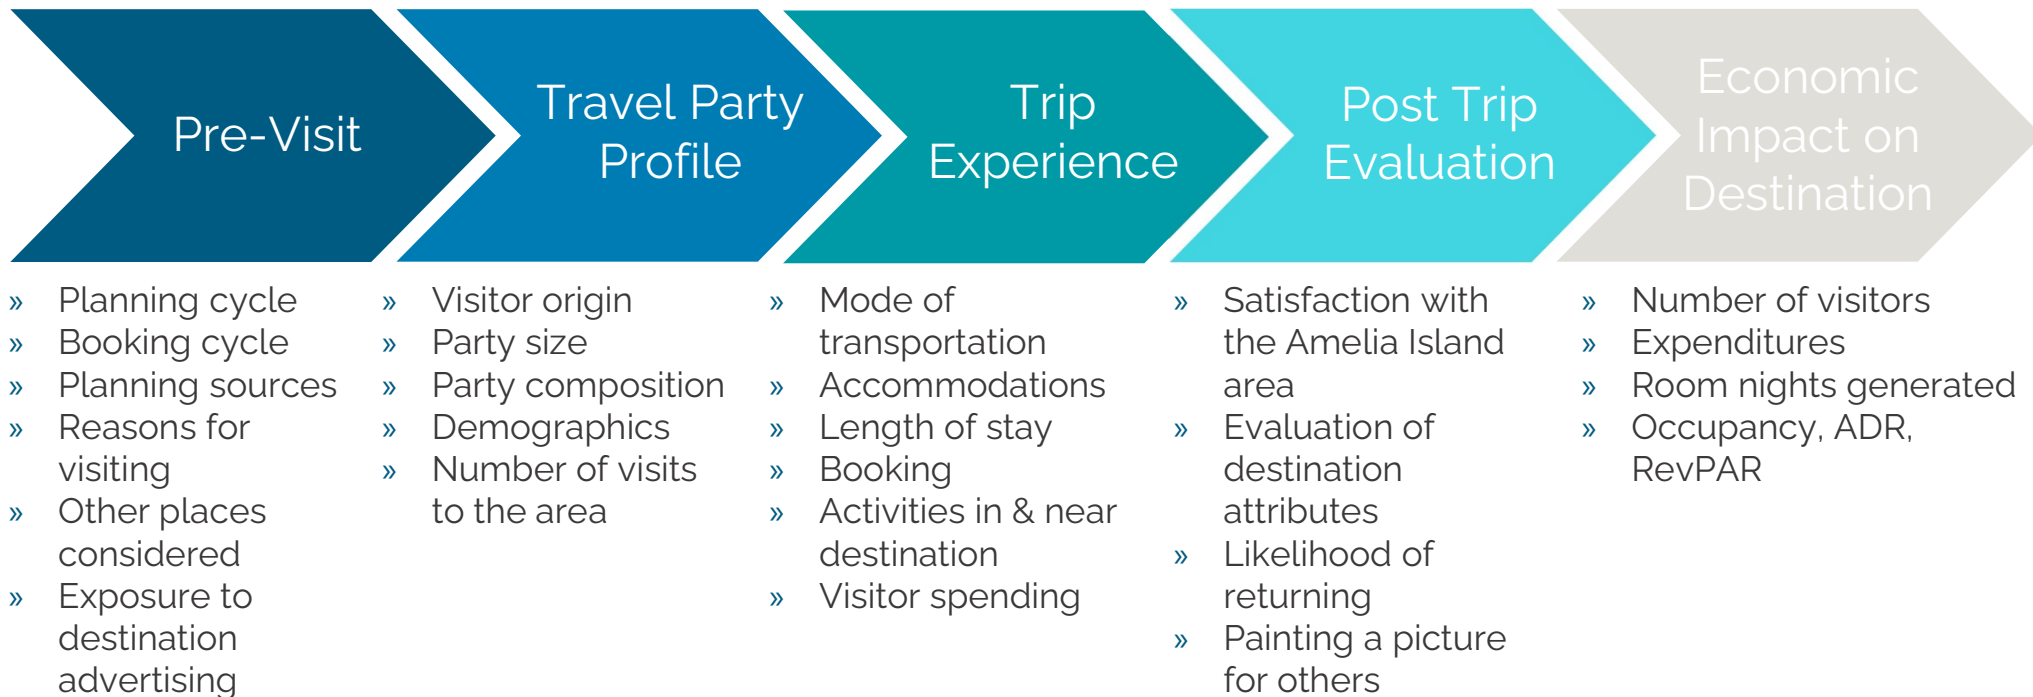 Pre-Visit
Travel Party
Profile
Trip
Experience
Post Trip
Evaluation
Economic
Impact on
Destination
» Planning cycle
» Booking cycle
» Planning sources
» Reasons for
visiting
» Other places
considered
» Exposure to
destination
advertising
» Visitor origin
» Party size
» Party composition
» Demographics
» Number of visits
to the area
» Mode of
transportation
» Accommodations
» Length of stay
» Booking
» Activities in & near
destination
» Visitor spending
» Satisfaction with
the Amelia Island
area
» Evaluation of
destination
attributes
» Likelihood of
returning
» Painting a picture
for others
» Number of visitors
» Expenditures
» Room nights generated
» Occupancy, ADR,
RevPAR